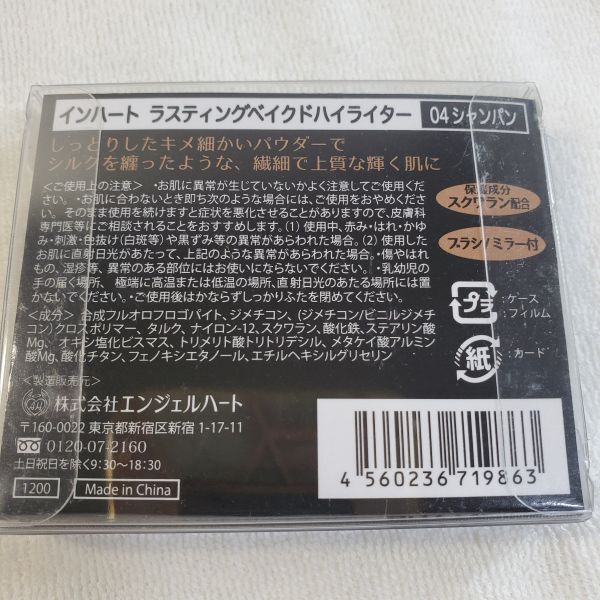 インハート ラスティングベイクドハイライター 04 シャンパン
しっとりしたキメ細かいパウダーで
シルクを纏ったような、繊細で上質な輝く肌に
保湿成分
スクワラン配合
ブラシ/ミラー付
<ご使用上の注意> ・お肌に異常が生じていないかよく注意してご使用くだ
さい。・お肌に合わないとき即ち次のような場合には、ご使用をおやめくださ
い。そのまま使用を続けますと症状を悪化させることがありますので、皮膚科
専門医等にご相談されることをおすすめします。(1) 使用中、赤み・はれ・かゆ
み・刺激・色抜け(白斑等)や黒ずみ等の異常があらわれた場合。(2) 使用した
お肌に直射日光があたって、上記のような異常があらわれた場合。・傷やはれ
もの、湿疹等、異常のある部位にはお使いにならないでください。・乳幼児の
手の届く場所、極端に高温または低温の場所、直射日光のあたる場所には置
かないでください。・ご使用後はかならずしっかりふたを閉めてください。
プラ
:ケース
・フィルム
紙
:カード
<成分> 合成フルオロフロゴパイト、ジメチコン、(ジメチコン/ビニルジメチ
コン)クロスポリマー、タルク、ナイロン-12、スクワラン、酸化鉄、ステアリン酸
Mg、オキシ塩化ビスマス、トリメリト酸トリトリデシル、メタケイ酸アルミン
酸Mg、酸化チタン、フェノキシエタノール、エチルヘキシルグリセリン
<製造販売元>
株式会社エンジェルハート
〒160-0022 東京都新宿区新宿 1-17-11
0120-07-2160
土日祝日を除く9:30〜18:30
1200 Made in China
4 560236 719863